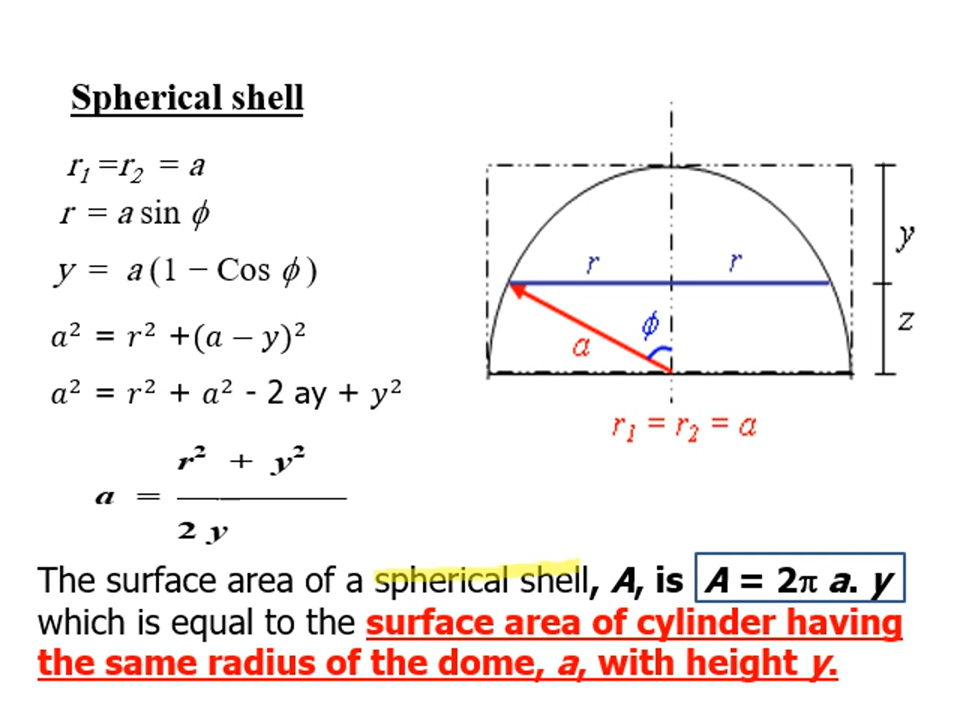 Spherical shell
r₁ =r₂ = a
r = a sin ϕ
y = a (1 − Cos ϕ)
a² = r² +(a − y)²
a² = r² + a² - 2 ay + y²
a = (r² + y²) / 2 y
r r
ϕ
a
y
z
r₁ = r₂ = a
The surface area of a spherical shell, A, is A = 2π a. y
which is equal to the surface area of cylinder having
the same radius of the dome, a, with height y.